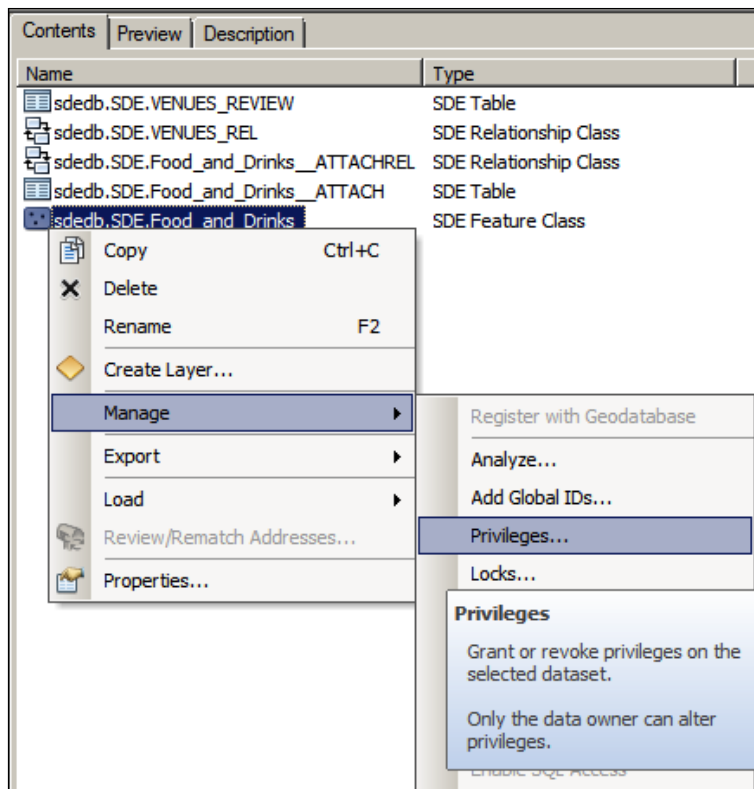 Contents Preview Description
Name Type
sdedb.SDE.VENUES_REVIEW SDE Table
sdedb.SDE.VENUES_REL SDE Relationship Class
sdedb.SDE.Food_and_Drinks__ATTACHREL SDE Relationship Class
sdedb.SDE.Food_and_Drinks__ATTACH SDE Table
sdedb.SDE.Food_and_Drinks SDE Feature Class
Copy Ctrl+C
Delete
Rename F2
Create Layer...
Manage
Register with Geodatabase
Export
Analyze...
Load
Add Global IDs...
Review/Rematch Addresses...
Privileges...
Properties...
Locks...
Privileges
Grant or revoke privileges on the
selected dataset.
Only the data owner can alter
privileges.
Enable SQL Access